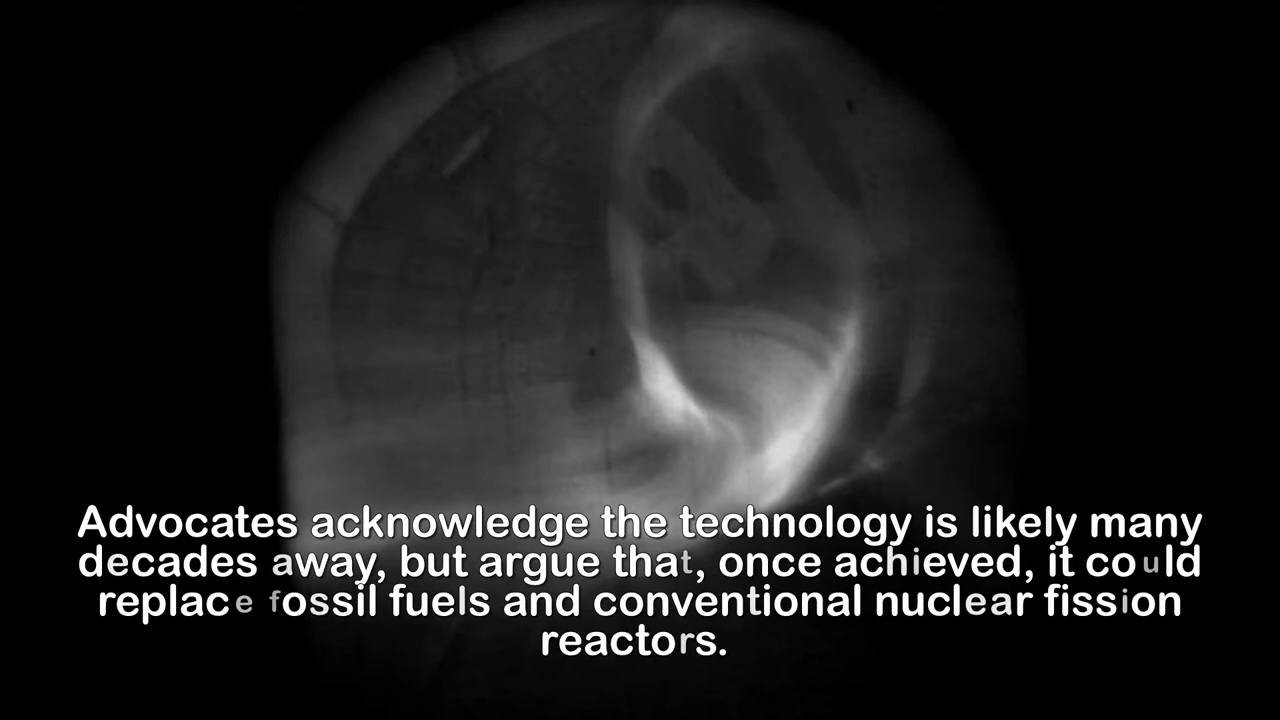 Advocates acknowledge the technology is likely many
decades away, but argue that, once achieved, it could
replace fossil fuels and conventional nuclear fission
reactors.